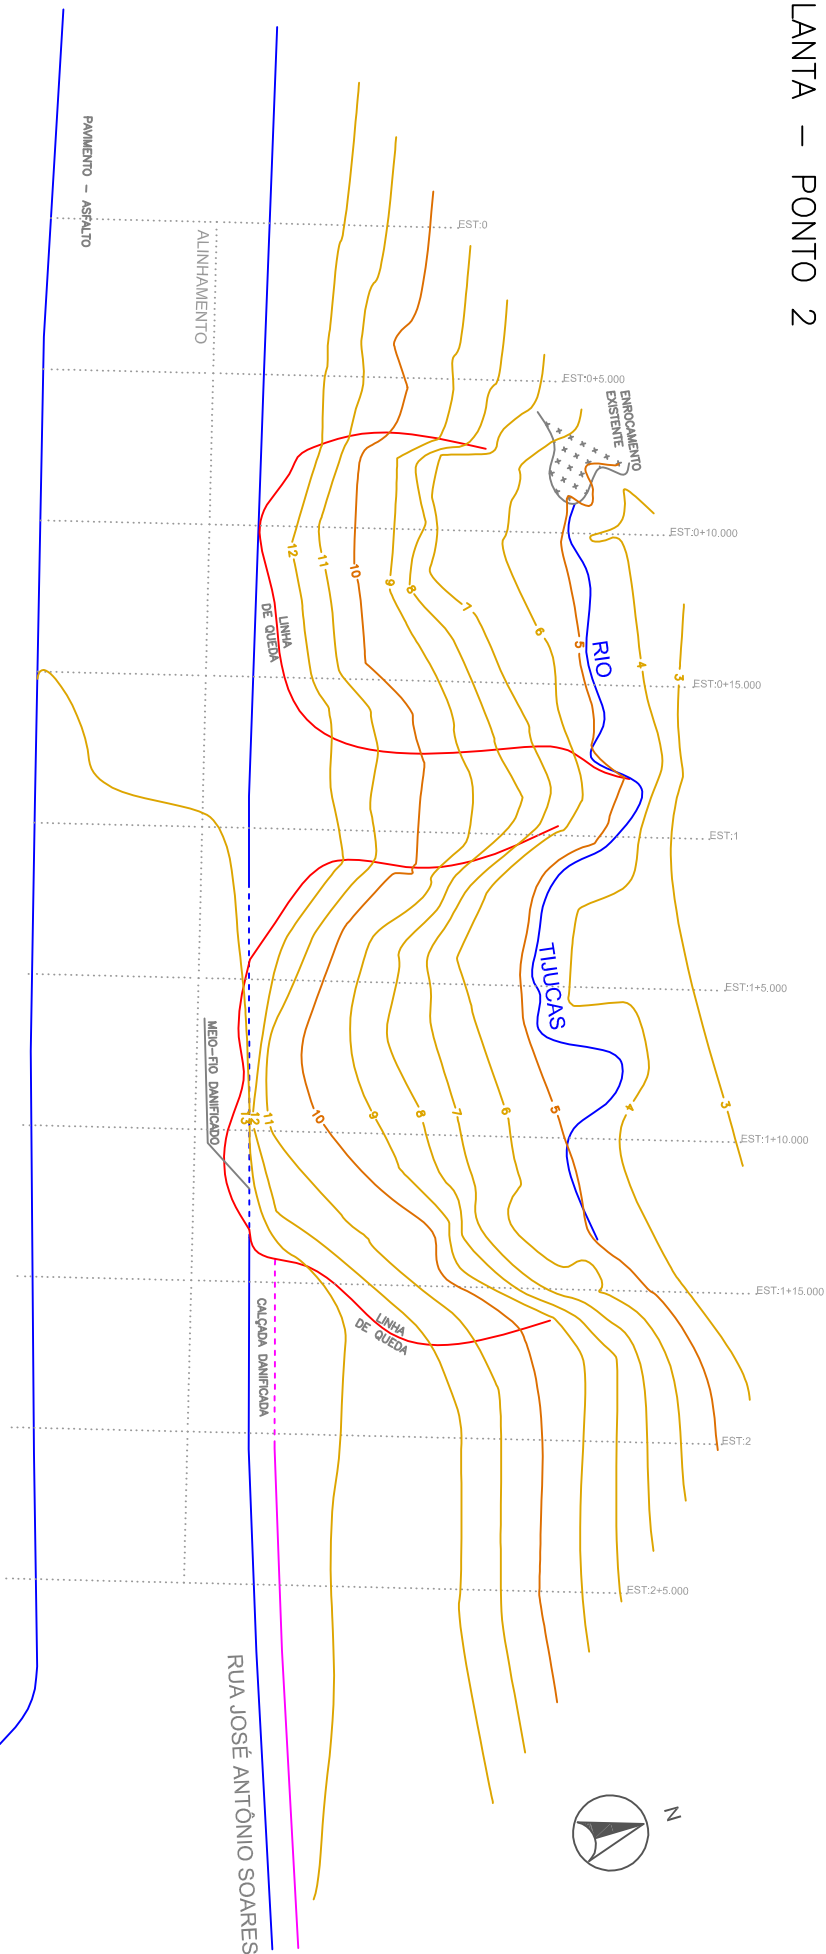 LANTA – PONTO 2
PAVIMENTO – ASFALTO
ALINHAMENTO
EST:0
EST:0+5.000
ENROCAMENTO
EXISTENTE
EST:0+10,000
12
11
10
9
8
7
6
5
4
3
LINHA
DE QUEDA
RIO
EST:0+15.000
EST:1
TIJUCAS
EST:1+5.000
MEIO–FIO DANIFICADO
13
12
11
10
9
8
7
6
5
4
3
EST:1+10.000
EST:1+15.000
CALÇADA DANIFICADA
LINHA
DE QUEDA
EST:2
EST:2+5.000
RUA JOSÉ ANTÔNIO SOARES
N